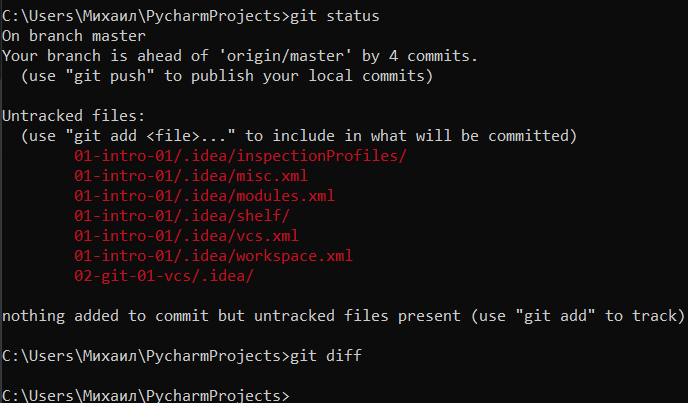 C:\Users\Михаил\PycharmProjects>git status
On branch master
Your branch is ahead of 'origin/master' by 4 commits.
  (use "git push" to publish your local commits)

Untracked files:
  (use "git add <file>..." to include in what will be committed)
        01-intro-01/.idea/inspectionProfiles/
        01-intro-01/.idea/misc.xml
        01-intro-01/.idea/modules.xml
        01-intro-01/.idea/shelf/
        01-intro-01/.idea/vcs.xml
        01-intro-01/.idea/workspace.xml
        02-git-01-vcs/.idea/

nothing added to commit but untracked files present (use "git add" to track)

C:\Users\Михаил\PycharmProjects>git diff

C:\Users\Михаил\PycharmProjects>